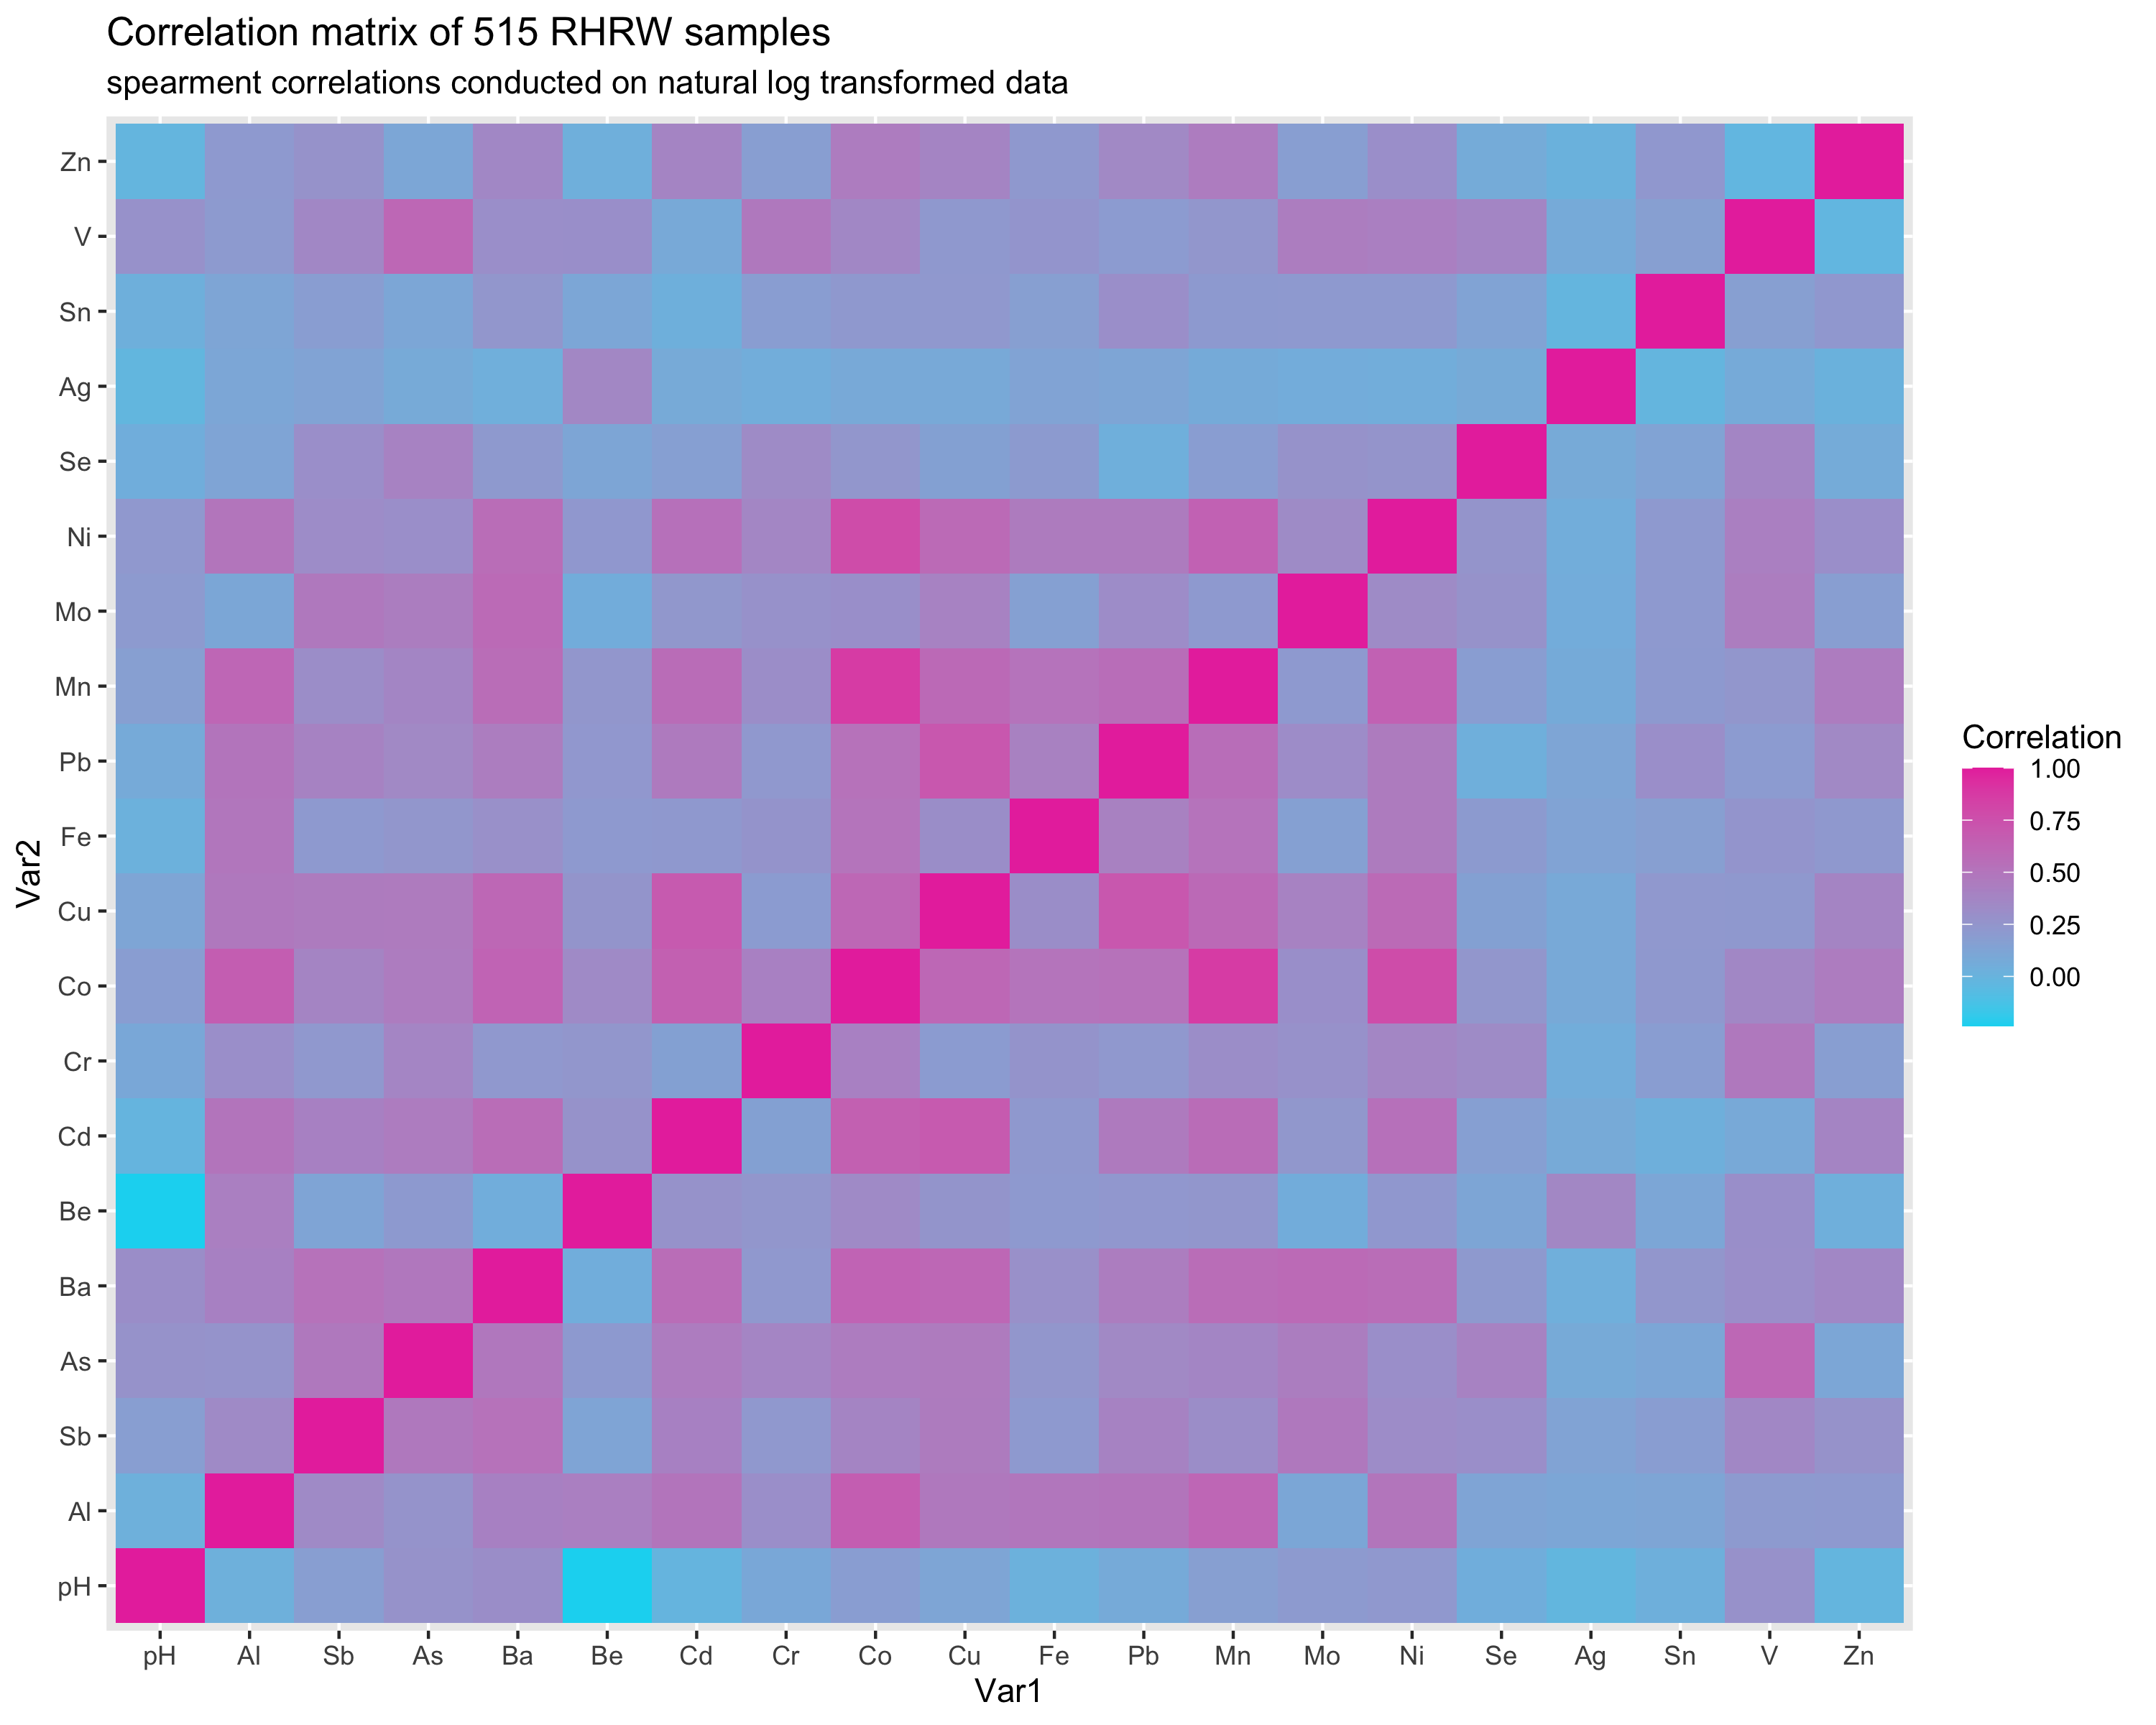 Correlation matrix of 515 RHRW samples
spearment correlations conducted on natural log transformed data
Zn
V
Sn
Ag
Se
Ni
Mo
Mn
Pb
Fe
Cu
Co
Cr
Cd
Be
Ba
As
Sb
Al
pH
Var2
pH Al Sb As Ba Be Cd Cr Co Cu Fe Pb Mn Mo Ni Se Ag Sn V Zn
Var1
Correlation
1.00
0.75
0.50
0.25
0.00